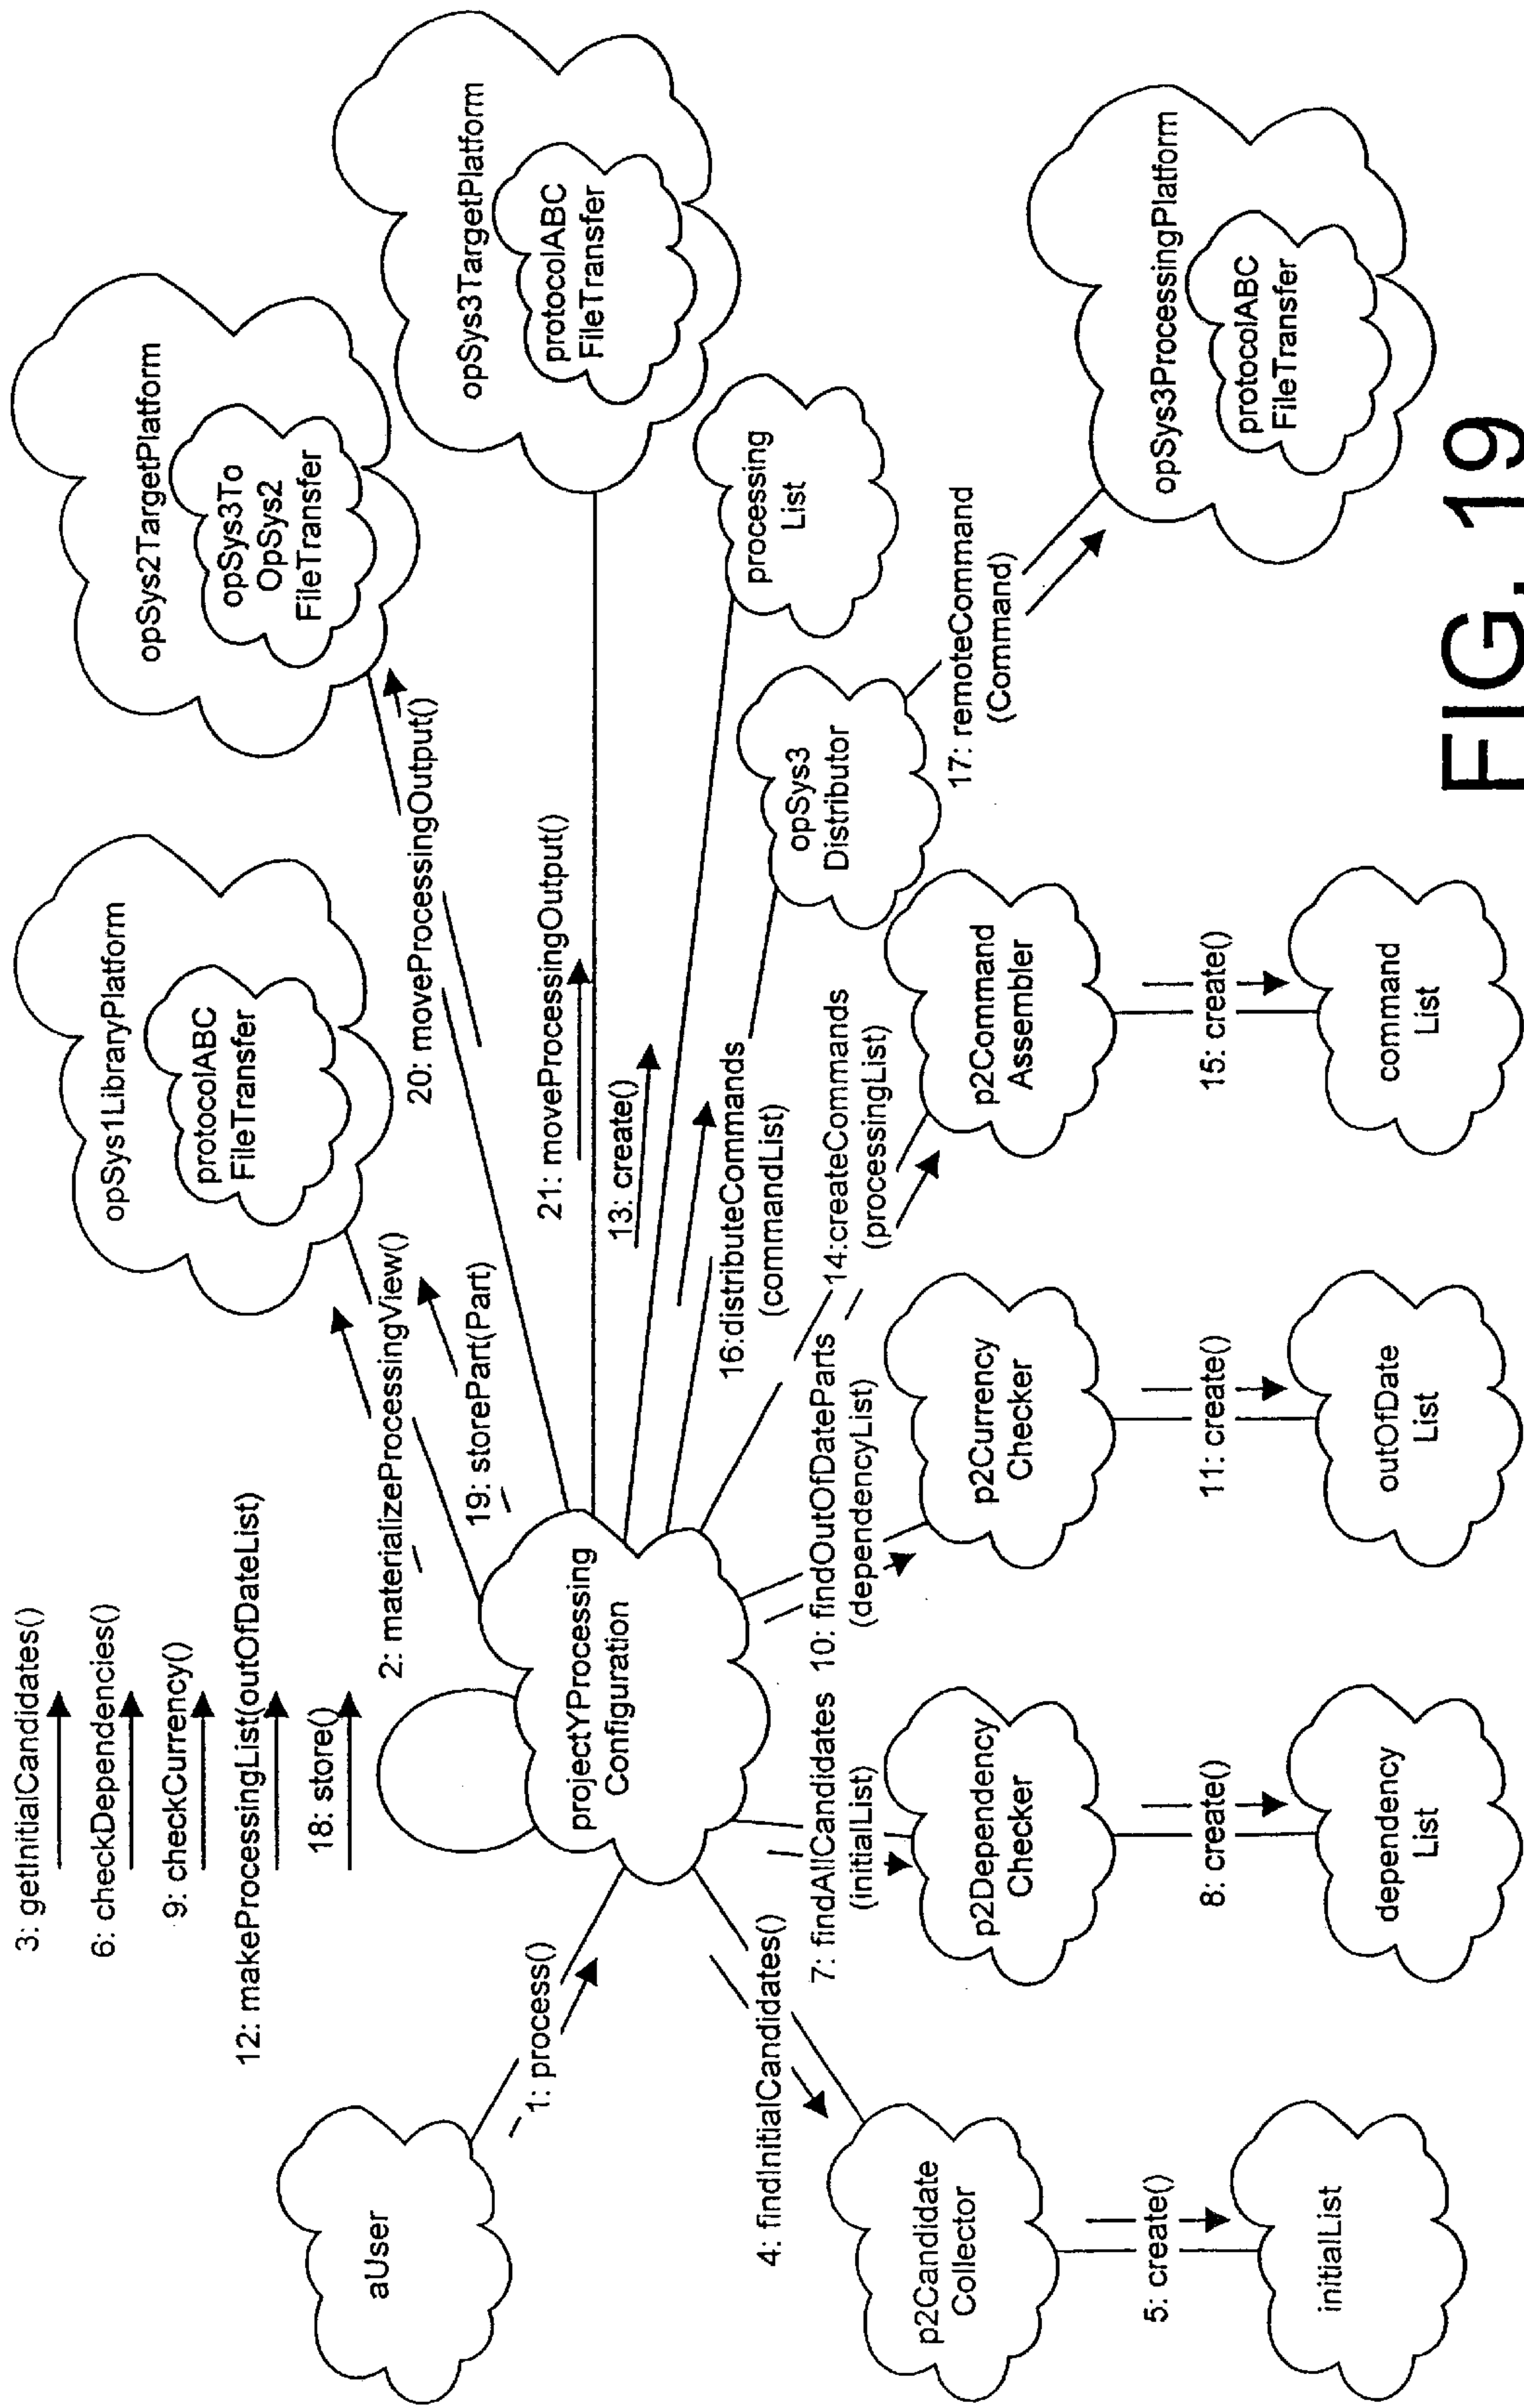 3: getInitialCandidates()
6: checkDependencies()
9: checkCurrency()
12: makeProcessingList(outOfDateList)
18: store()
aUser
1: process()
projectYProcessing
Configuration
2: materializeProcessingView()
19: storePart(Part)
opSys1LibraryPlatform
protocolABC
FileTransfer
20: moveProcessingOutput()
opSys2TargetPlatform
opSys3To
OpSys2
FileTransfer
21: moveProcessingOutput()
opSys3TargetPlatform
protocolABC
FileTransfer
13: create()
processing
List
16:distributeCommands
(commandList)
opSys3
Distributor
17: remoteCommand
(Command)
opSys3ProcessingPlatform
protocolABC
FileTransfer
4: findInitialCandidates()
p2Candidate
Collector
5: create()
initialList
7: findAllCandidates
(initialList)
p2Dependency
Checker
8: create()
dependency
List
10: findOutOfDateParts
(dependencyList)
p2Currency
Checker
11: create()
outOfDate
List
14:createCommands
(processingList)
p2Command
Assembler
15: create()
command
List
FIG. 19